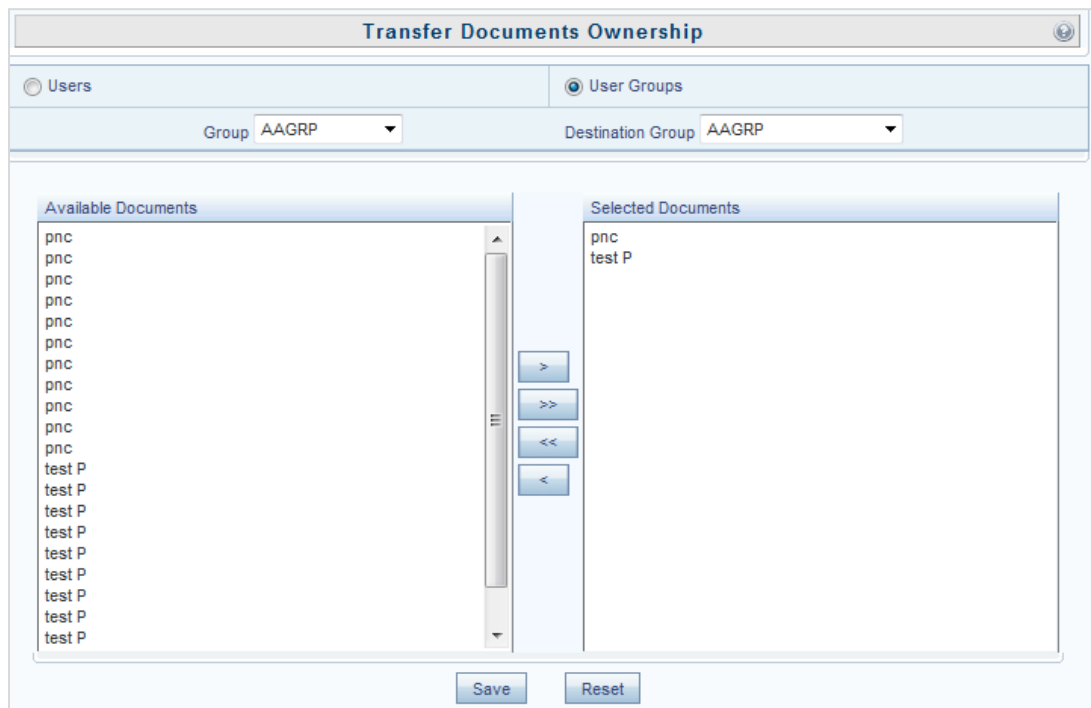 Transfer Documents Ownership
Users
User Groups
Group AAGRP
Destination Group AAGRP
Available Documents
pnc
pnc
pnc
pnc
pnc
pnc
pnc
pnc
pnc
pnc
pnc
test P
test P
test P
test P
test P
test P
test P
test P
test P
>
>>
<<
<
Selected Documents
pnc
test P
Save
Reset